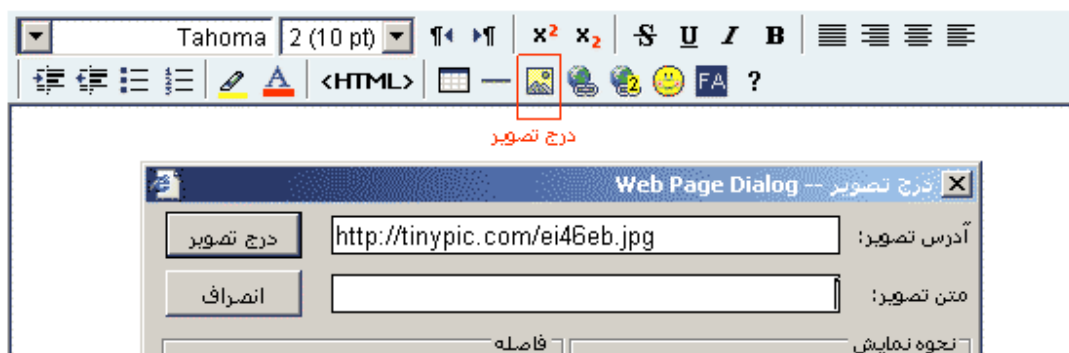 Tahoma 2 (10 pt) ¶ ¶ x² x₂ S U I B
A <HTML> 2 FA ?
درج تصویر
درج تصویر -- Web Page Dialog
آدرس تصویر: http://tinypic.com/ei46eb.jpg درج تصویر
متن تصویر: انصراف
نحوه نمایش فاصله